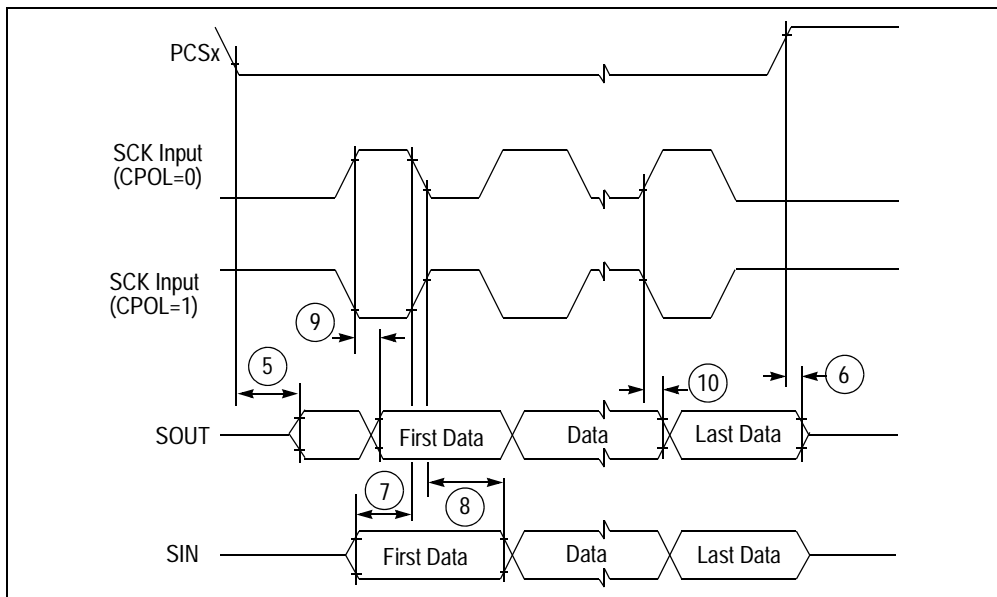 PCSx
SCK Input
(CPOL=0)
SCK Input
(CPOL=1)
9
5
10
6
SOUT
First Data
Data
Last Data
7
8
SIN
First Data
Data
Last Data